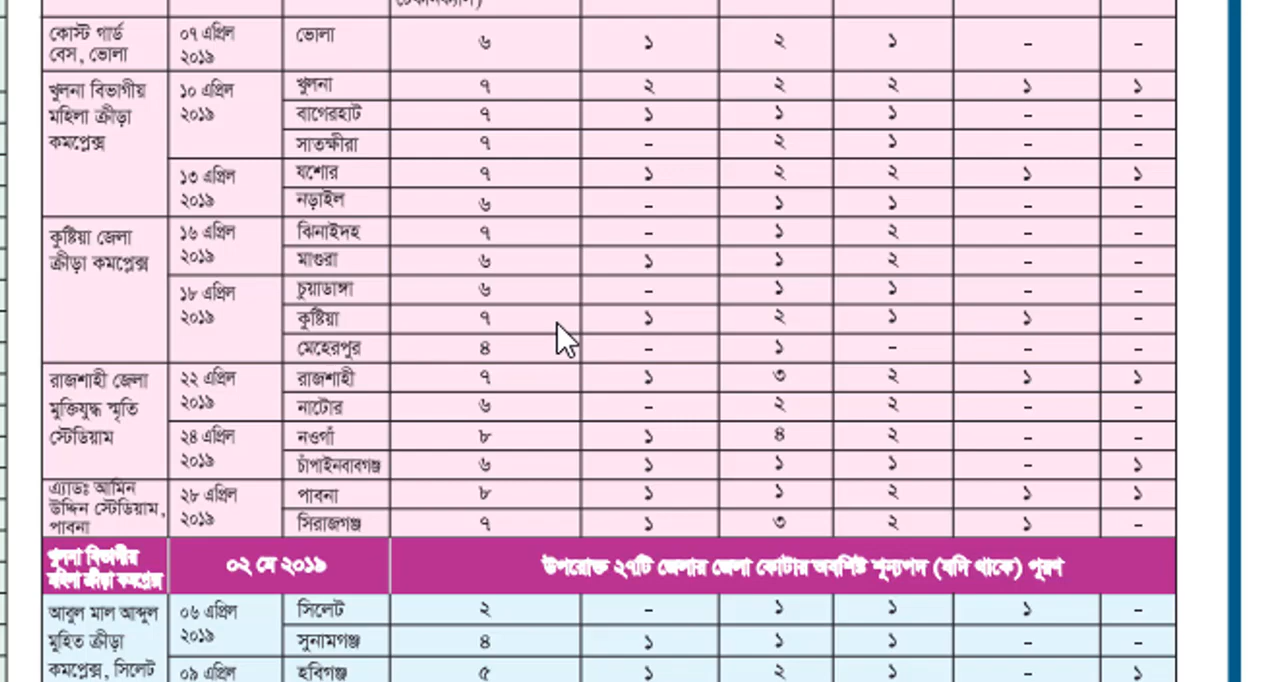 টেকনিক্যাল)
কোস্ট গার্ড বেস, ভোলা ০৭ এপ্রিল ২০১৯ ভোলা ৬ ১ ২ ১ - -
খুলনা বিভাগীয় মহিলা ক্রীড়া কমপ্লেক্স ১০ এপ্রিল ২০১৯ খুলনা ৭ ২ ২ ২ ১ ১
বাগেরহাট ৭ ১ ১ ১ - -
সাতক্ষীরা ৭ - ২ ১ - -
১৩ এপ্রিল ২০১৯ যশোর ৭ ১ ২ ২ ১ ১
নড়াইল ৬ - ১ ১ - -
কুষ্টিয়া জেলা ক্রীড়া কমপ্লেক্স ১৬ এপ্রিল ২০১৯ ঝিনাইদহ ৭ - ১ ২ - -
মাগুরা ৬ ১ ১ ২ - -
১৮ এপ্রিল ২০১৯ চুয়াডাঙ্গা ৬ - ১ ১ - -
কুষ্টিয়া ৭ ১ ২ ১ ১ -
মেহেরপুর ৪ - ১ - - -
রাজশাহী জেলা মুক্তিযুদ্ধ স্মৃতি স্টেডিয়াম ২২ এপ্রিল ২০১৯ রাজশাহী ৭ ১ ৩ ২ ১ ১
নাটোর ৬ - ২ ২ - -
২৪ এপ্রিল ২০১৯ নওগাঁ ৮ ১ ৪ ২ - -
চাঁপাইনবাবগঞ্জ ৬ ১ ১ ১ - ১
এ্যাডঃ আমিন উদ্দিন স্টেডিয়াম, পাবনা ২৮ এপ্রিল ২০১৯ পাবনা ৮ ১ ১ ২ ১ ১
সিরাজগঞ্জ ৭ ১ ৩ ২ ১ -
খুলনা বিভাগীয় মহিলা ক্রীড়া কমপ্লেক্স ০২ মে ২০১৯ উপরোক্ত ২৭টি জেলার জেলা কোটার অবশিষ্ট শূন্যপদ (যদি থাকে) পূরণ
আবুল মাল আব্দুল মুহিত ক্রীড়া কমপ্লেক্স, সিলেট ০৬ এপ্রিল ২০১৯ সিলেট ২ - ১ ১ ১ -
সুনামগঞ্জ ৪ ১ ১ ১ - -
০৯ এপ্রিল হবিগঞ্জ ৫ ১ ২ ১ - ১